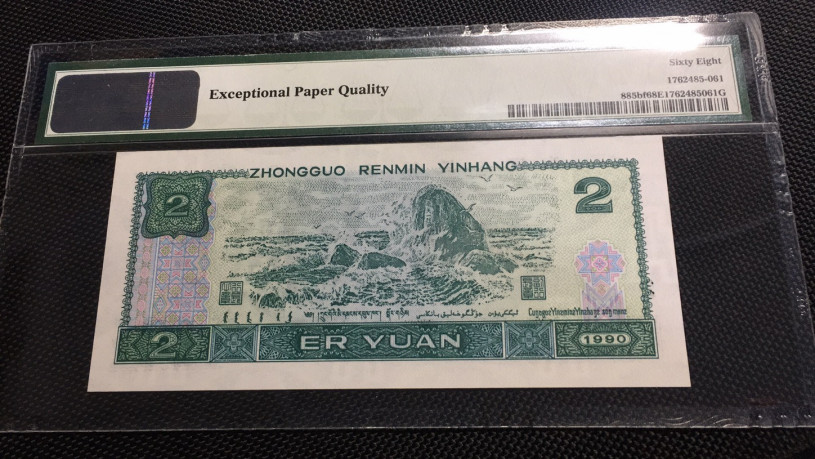 Sixty Eight
Exceptional Paper Quality
1762485-061
885bf68E1762485061G
ZHONGGUO RENMIN YINHANG
2
2
2
ER YUAN
1990